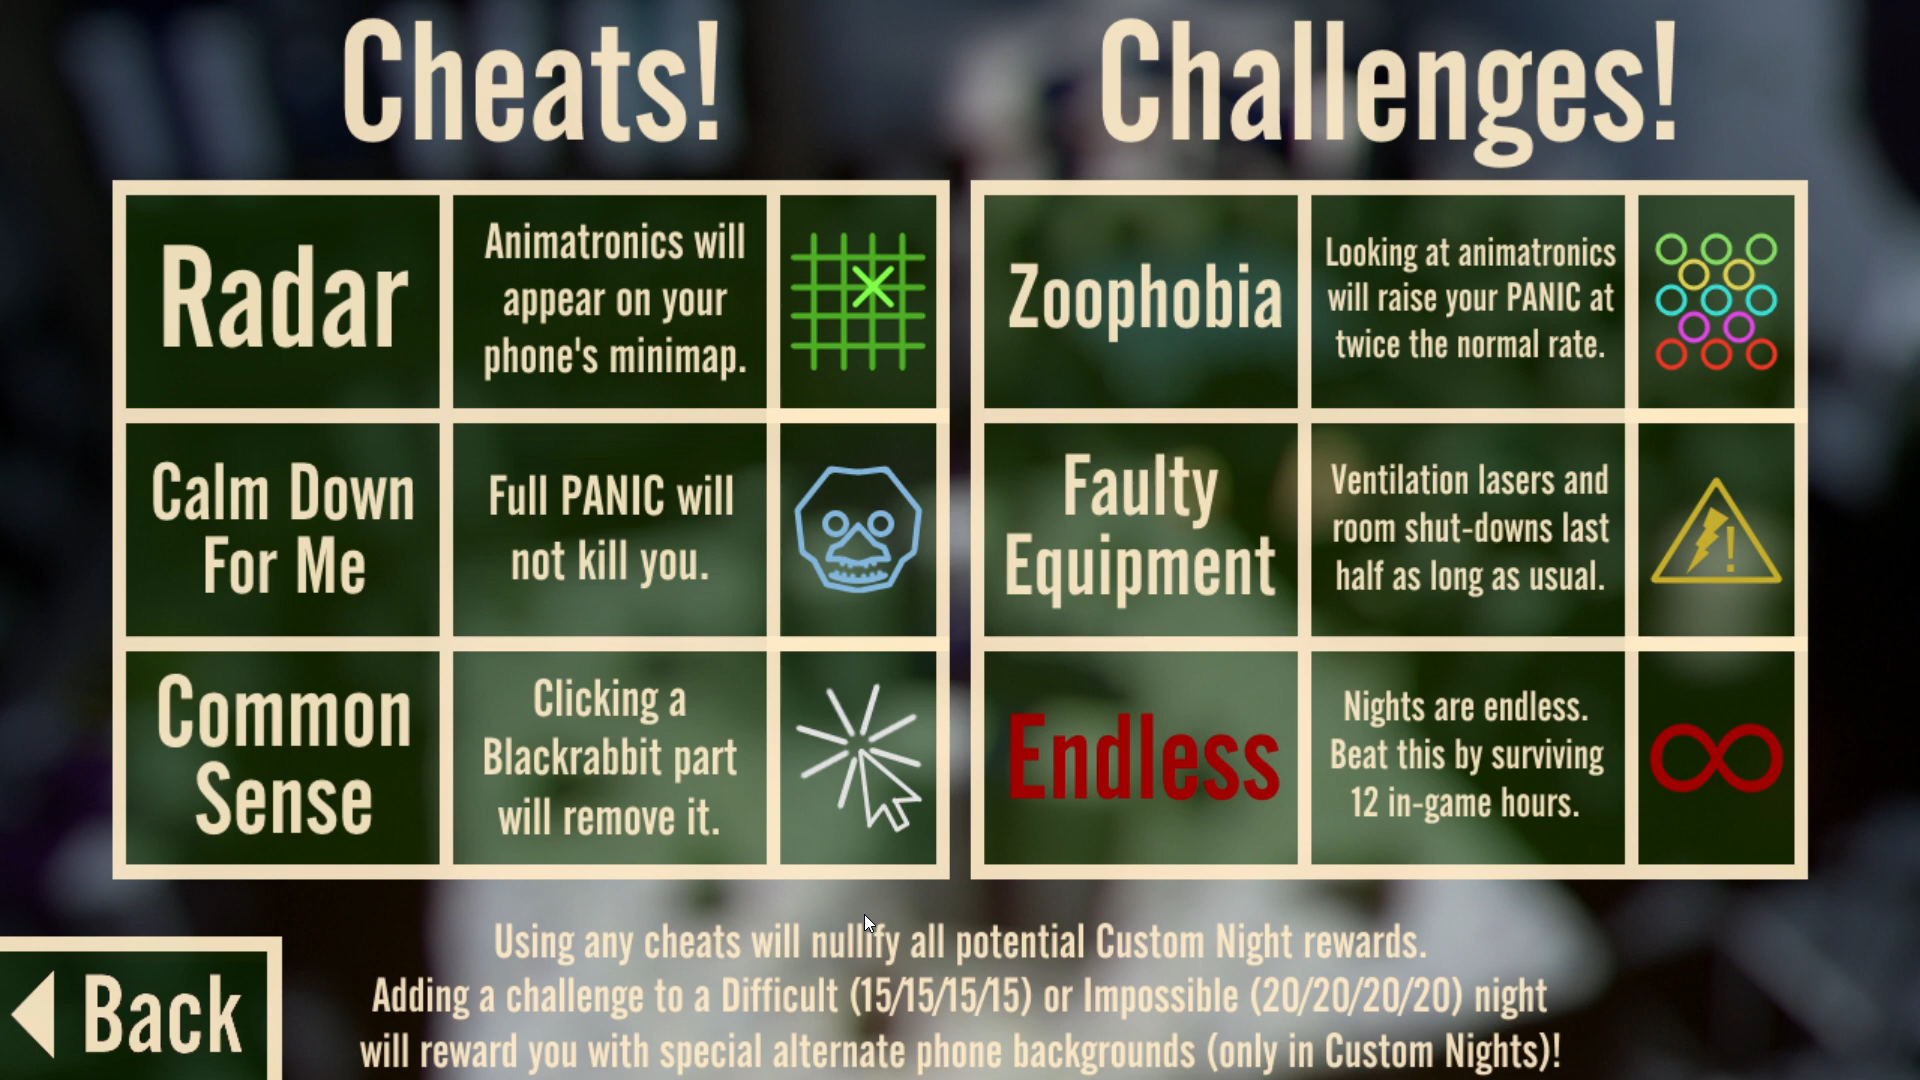 Cheats!
Challenges!
Radar
Animatronics will
appear on your
phone's minimap.
Calm Down
For Me
Full PANIC will
not kill you.
Common
Sense
Clicking a
Blackrabbit part
will remove it.
Zoophobia
Looking at animatronics
will raise your PANIC at
twice the normal rate.
Faulty
Equipment
Ventilation lasers and
room shut-downs last
half as long as usual.
!
Endless
Nights are endless.
Beat this by surviving
12 in-game hours.
Using any cheats will nullify all potential Custom Night rewards.
Adding a challenge to a Difficult (15/15/15/15) or Impossible (20/20/20/20) night
will reward you with special alternate phone backgrounds (only in Custom Nights)!
Back